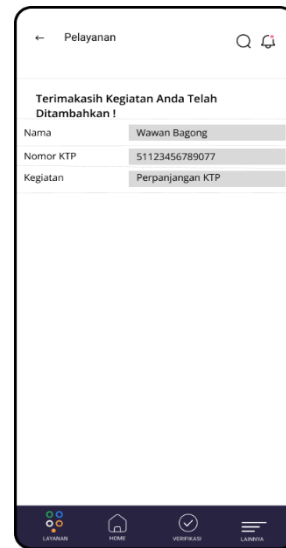 ← Pelayanan
Terimakasih Kegiatan Anda Telah
Ditambahkan !
Nama Wawan Bagong
Nomor KTP 51123456789077
Kegiatan Perpanjangan KTP
LAYANAN HOME VERIFIKASI LAINNYA